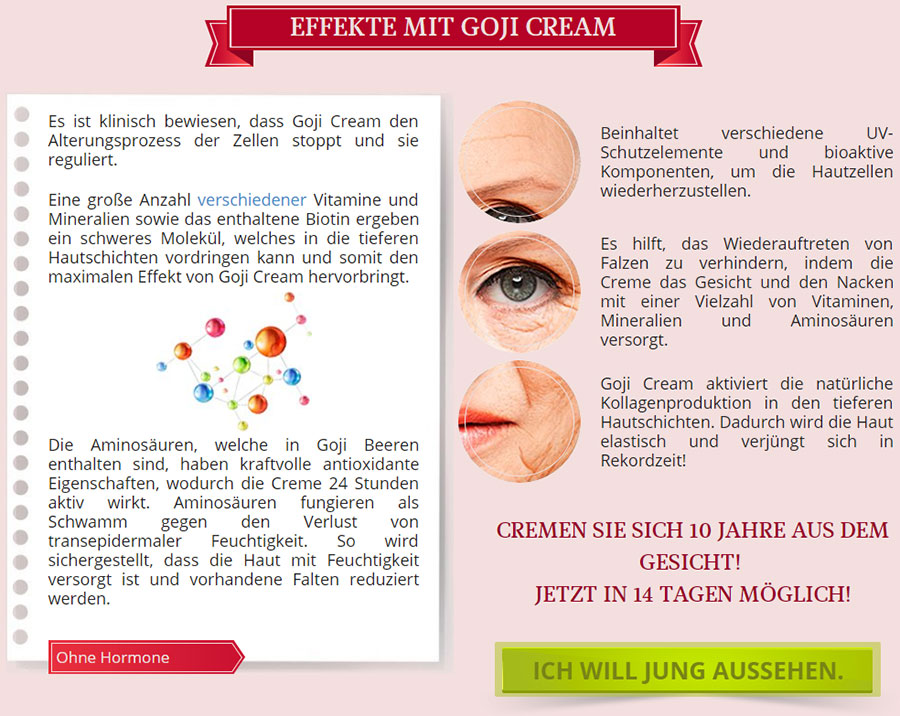 EFFEKTE MIT GOJI CREAM
Es ist klinisch bewiesen, dass Goji Cream den
Alterungsprozess der Zellen stoppt und sie
reguliert.
Eine große Anzahl verschiedener Vitamine und
Mineralien sowie das enthaltene Biotin ergeben
ein schweres Molekül, welches in die tieferen
Hautschichten vordringen kann und somit den
maximalen Effekt von Goji Cream hervorbringt.
Die Aminosäuren, welche in Goji Beeren
enthalten sind, haben kraftvolle antioxidante
Eigenschaften, wodurch die Creme 24 Stunden
aktiv wirkt. Aminosäuren fungieren als
Schwamm gegen den Verlust von
transepidermaler Feuchtigkeit. So wird
sichergestellt, dass die Haut mit Feuchtigkeit
versorgt ist und vorhandene Falten reduziert
werden.
Ohne Hormone
Beinhaltet verschiedene UV-
Schutzelemente und bioaktive
Komponenten, um die Hautzellen
wiederherzustellen.
Es hilft, das Wiederauftreten von
Falzen zu verhindern, indem die
Creme das Gesicht und den Nacken
mit einer Vielzahl von Vitaminen,
Mineralien und Aminosäuren
versorgt.
Goji Cream aktiviert die natürliche
Kollagenproduktion in den tieferen
Hautschichten. Dadurch wird die Haut
elastisch und verjüngt sich in
Rekordzeit!
CREMEN SIE SICH 10 JAHRE AUS DEM
GESICHT!
JETZT IN 14 TAGEN MÖGLICH!
ICH WILL JUNG AUSSEHEN.